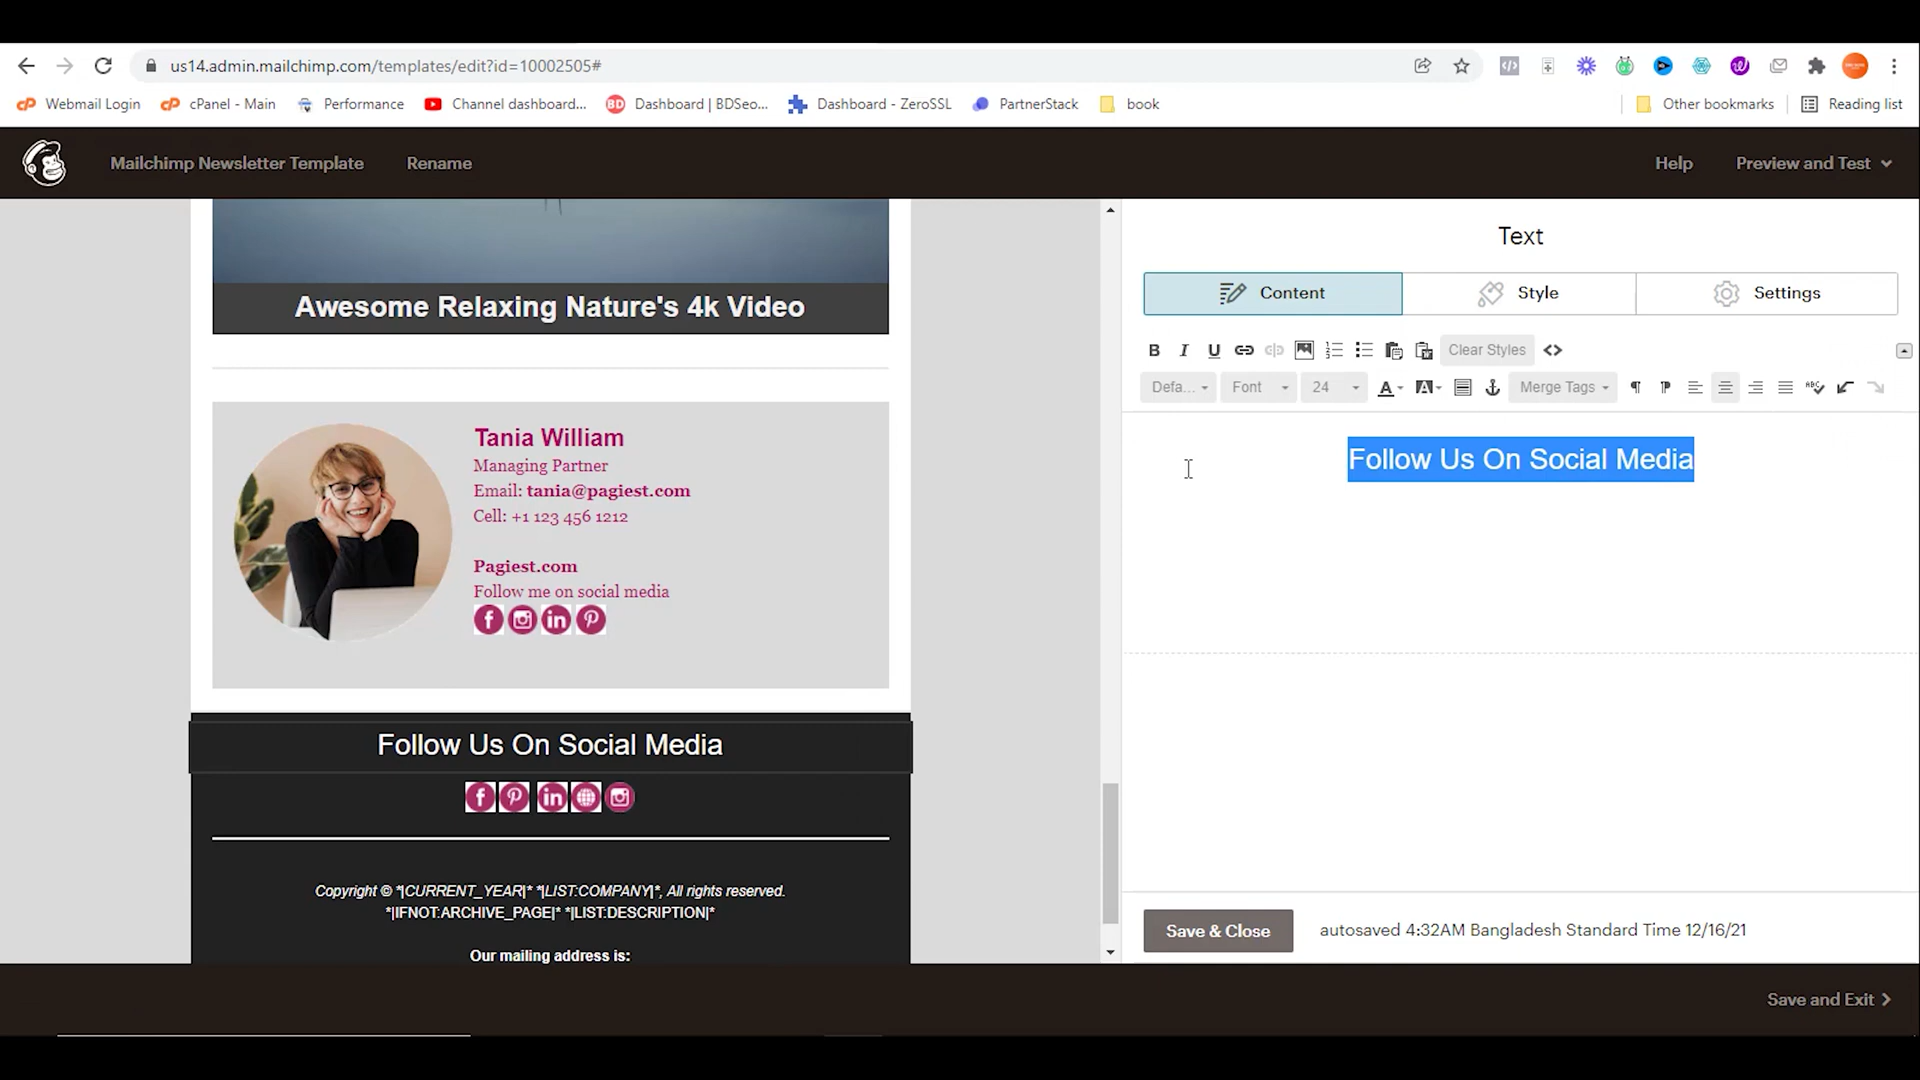 us14.admin.mailchimp.com/templates/edit?id=10002505#
Webmail Login
cPanel - Main
Performance
Channel dashboard...
BD
Dashboard | BDSeo...
Dashboard - ZeroSSL
PartnerStack
book
Other bookmarks
Reading list
Mailchimp Newsletter Template
Rename
Help
Preview and Test
Awesome Relaxing Nature's 4k Video
Tania William
Managing Partner
Email: tania@pagiest.com
Cell: +1 123 456 1212
Pagiest.com
Follow me on social media
Follow Us On Social Media
Copyright © *|CURRENT_YEAR|* *|LIST:COMPANY|*, All rights reserved.
*|IFNOT:ARCHIVE_PAGE|* *|LIST:DESCRIPTION|*
Our mailing address is:
Text
Content
Style
Settings
B I U
Clear Styles
Defa...
Font
24
A
A
Merge Tags
ABC
Follow Us On Social Media
Save & Close
autosaved 4:32AM Bangladesh Standard Time 12/16/21
Save and Exit